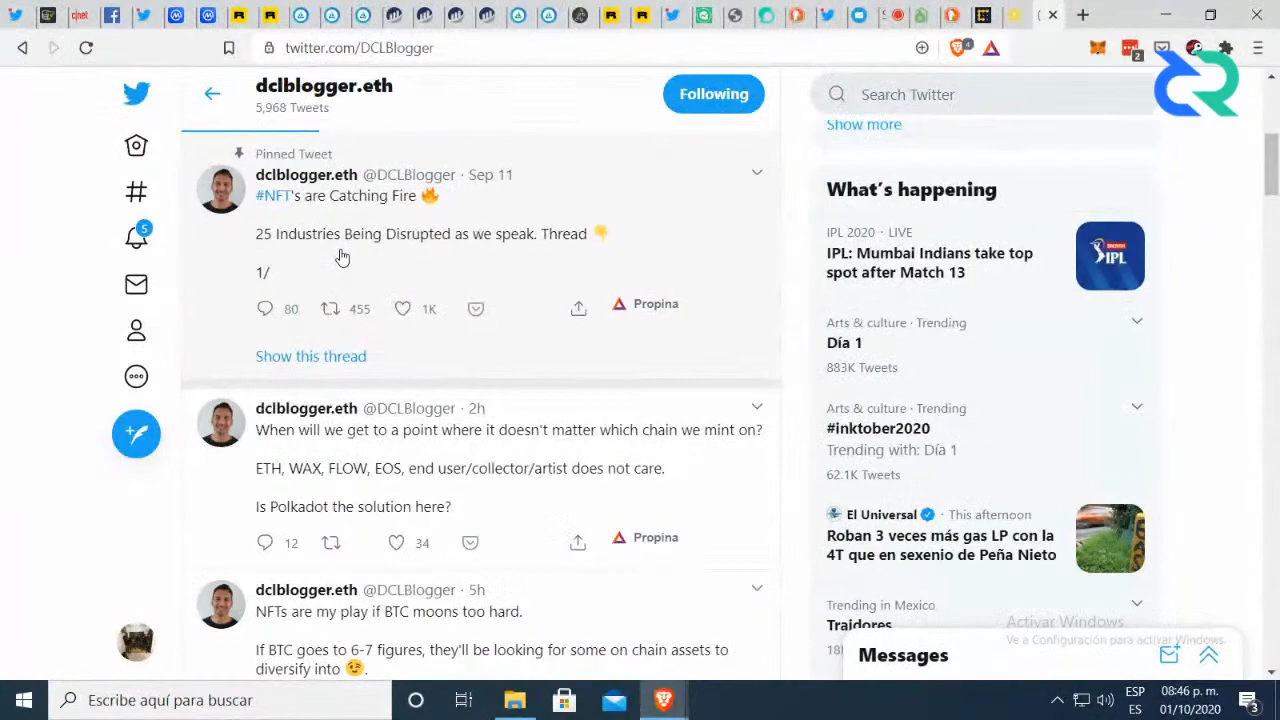 twitter.com/DCLBlogger
4
2
dclblogger.eth
5,968 Tweets
Following
Search Twitter
Show more
Pinned Tweet
dclblogger.eth @DCLBlogger · Sep 11
#NFT's are Catching Fire 🔥
25 Industries Being Disrupted as we speak. Thread 👇
1/
80 455 1K Propina
Show this thread
dclblogger.eth @DCLBlogger · 2h
When will we get to a point where it doesn't matter which chain we mint on?
ETH, WAX, FLOW, EOS, end user/collector/artist does not care.
Is Polkadot the solution here?
12 34 Propina
dclblogger.eth @DCLBlogger · 5h
NFTs are my play if BTC moons too hard.
If BTC goes to 6-7 figures, they'll be looking for some on chain assets to
diversify into 😉.
5
What's happening
IPL 2020 · LIVE
IPL: Mumbai Indians take top
spot after Match 13
IPL
Arts & culture · Trending
Día 1
883K Tweets
Arts & culture · Trending
#inktober2020
Trending with: Día 1
62.1K Tweets
El Universal · This afternoon
Roban 3 veces más gas LP con la
4T que en sexenio de Peña Nieto
Trending in Mexico
Traidores
Activar Windows
Ve a Configuración para activar Windows.
Messages
Escribe aquí para buscar
ESP
ES
08:46 p. m.
01/10/2020
3